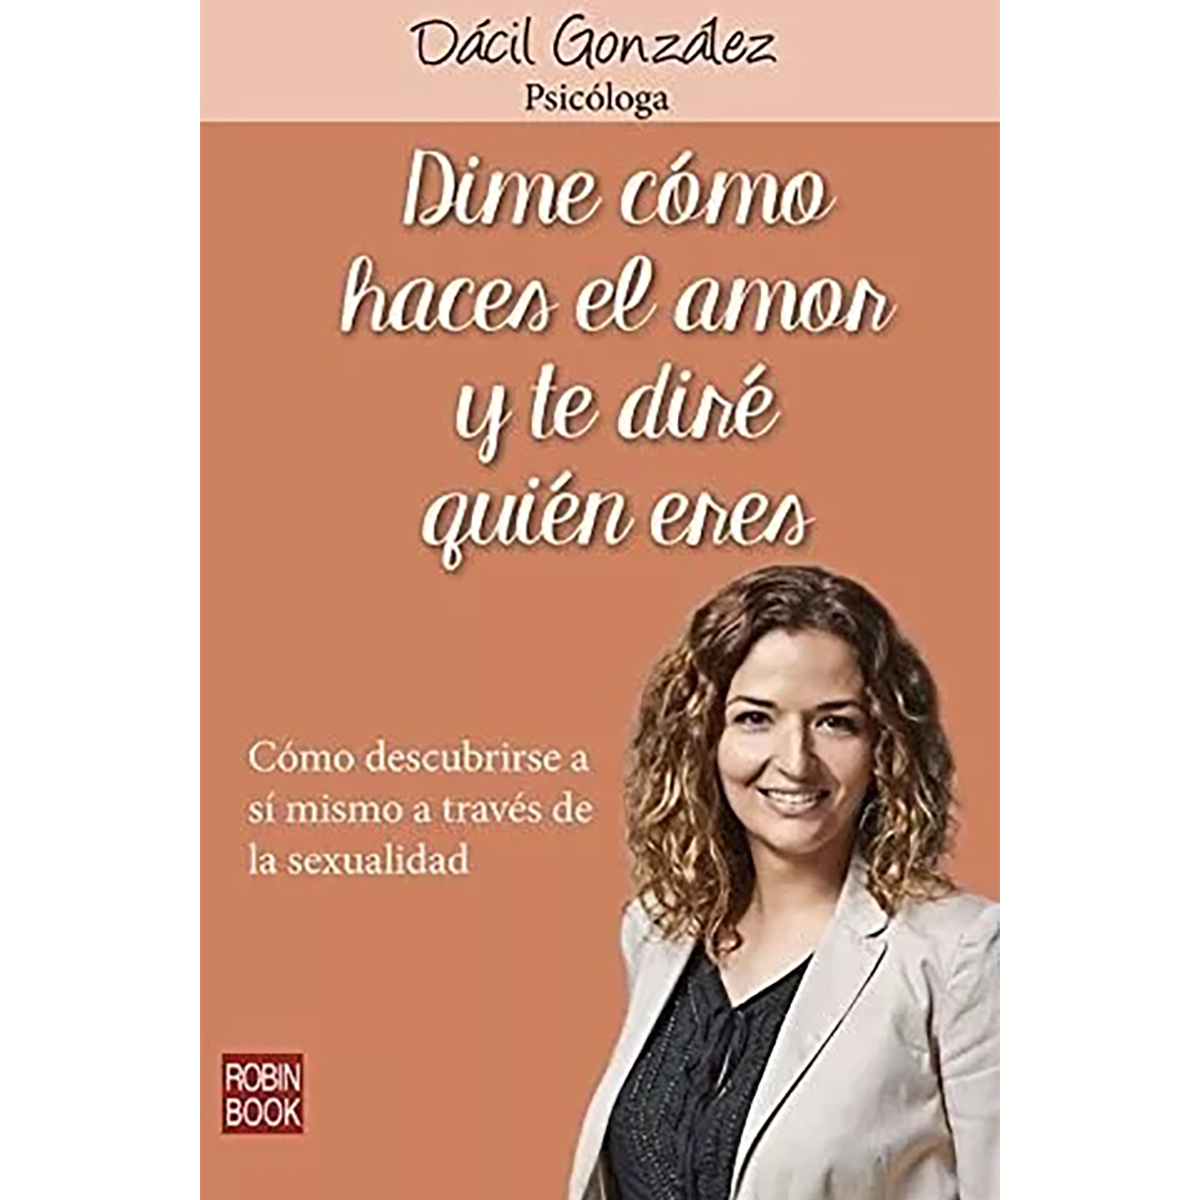 Dácil González
Psicóloga
Dime cómo
haces el amor
y te diré
quién eres
Cómo descubrirse a
sí mismo a través de
la sexualidad
ROBIN
BOOK